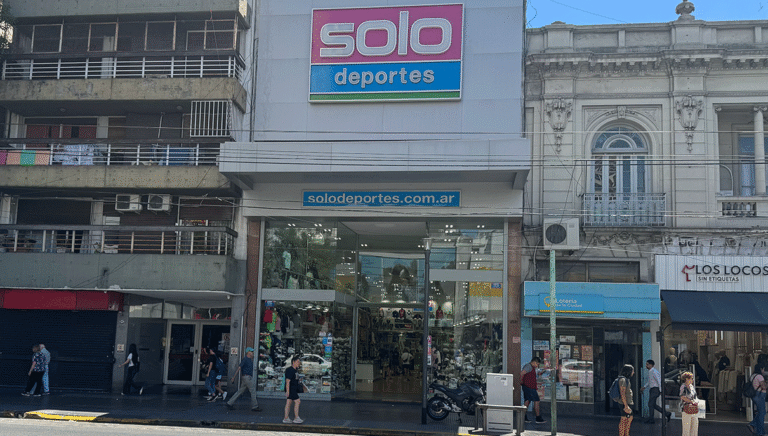 solo
deportes
solodeportes.com.ar
LOS LOCOS
SIN ETIQUETAS